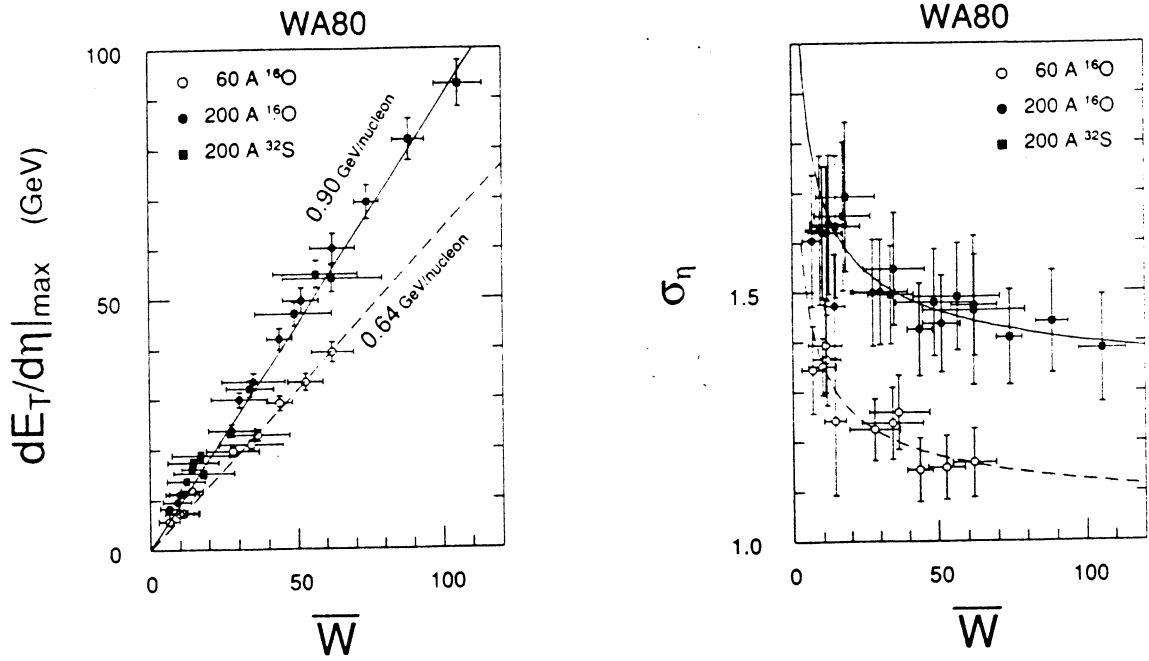 WA80
100
60 A ¹⁶O
200 A ¹⁶O
200 A ³²S
0.90 GeV/nucleon
0.64 GeV/nucleon
50
0
0
50
100
dE_T/dη|max (GeV)
W̅
WA80
60 A ¹⁶O
200 A ¹⁶O
200 A ³²S
1.5
1.0
0
50
100
σ_η
W̅